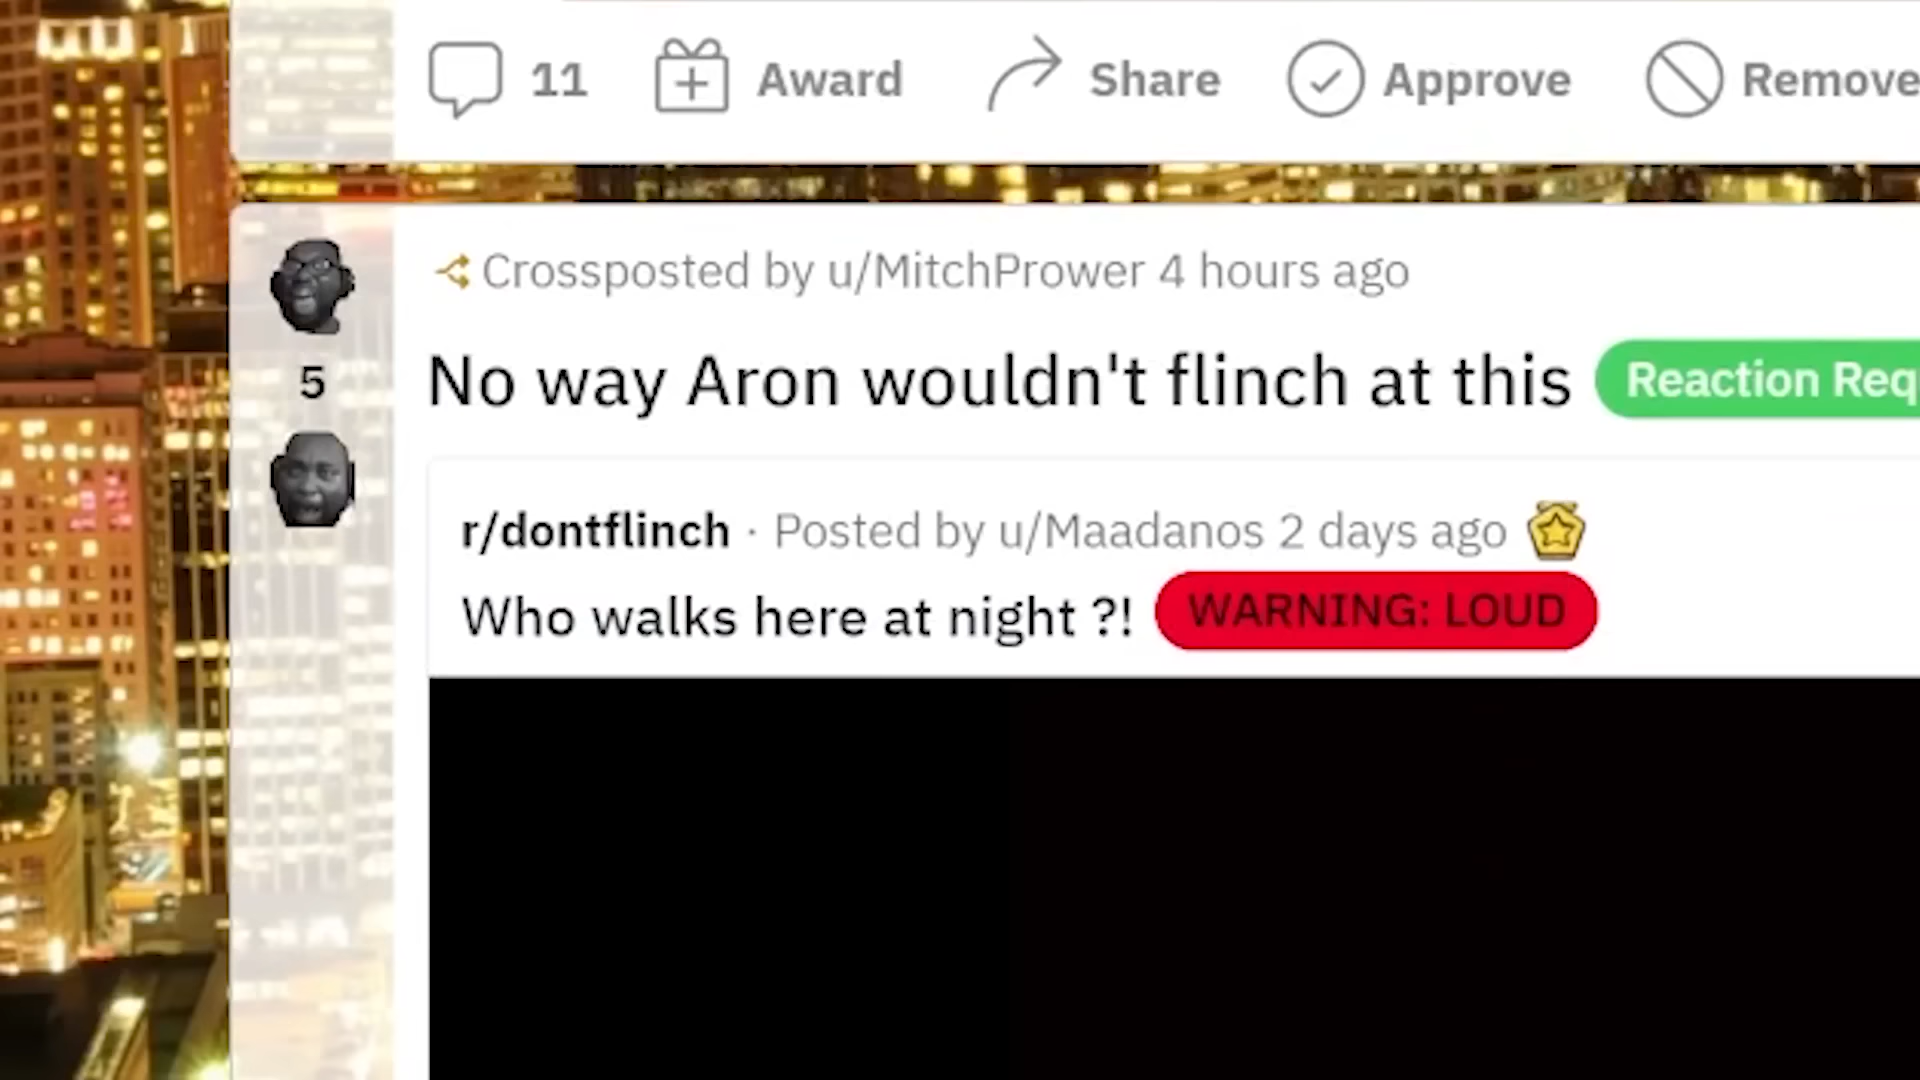 11 Award Share Approve Remove
Crossposted by u/MitchPrower 4 hours ago
5
No way Aron wouldn't flinch at this Reaction Req
r/dontflinch · Posted by u/Maadanos 2 days ago
Who walks here at night ?! WARNING: LOUD